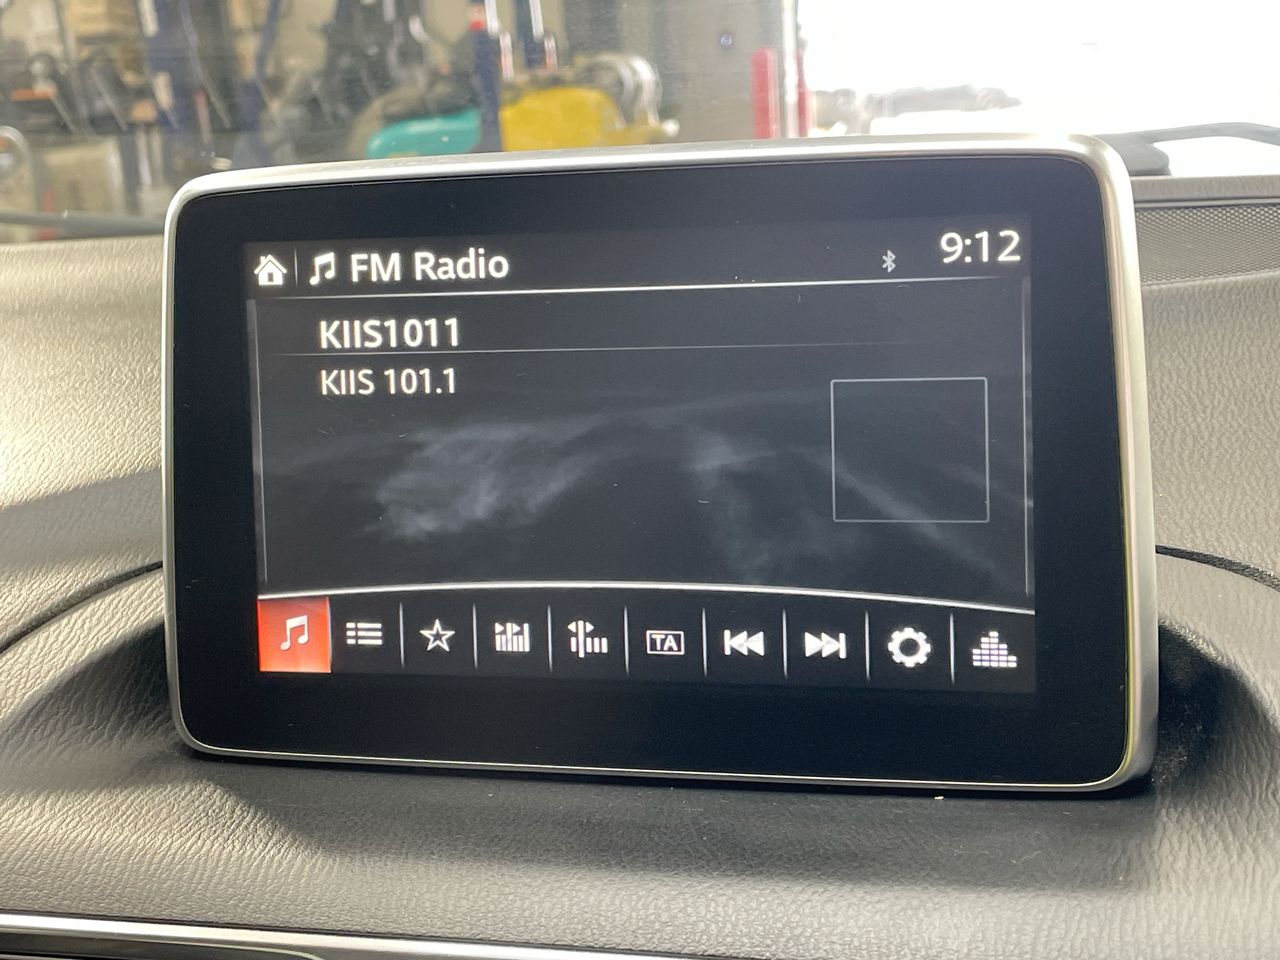 FM Radio
9:12
KIIS1011
KIIS 101.1
TA